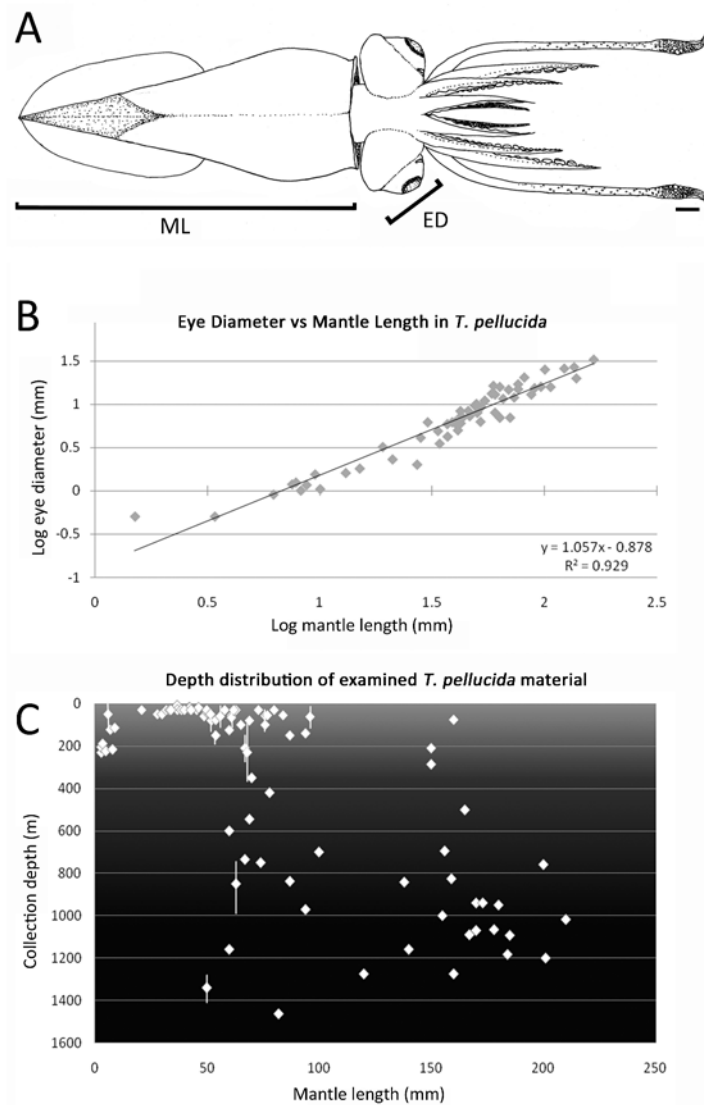 A
ML
ED
B
Eye Diameter vs Mantle Length in T. pellucida
Log eye diameter (mm)
1.5
1
0.5
0
-0.5
-1
y = 1.057x - 0.878
R² = 0.929
0 0.5 1 1.5 2 2.5
Log mantle length (mm)
Depth distribution of examined T. pellucida material
C
Collection depth (m)
0
200
400
600
800
1000
1200
1400
1600
0 50 100 150 200 250
Mantle length (mm)